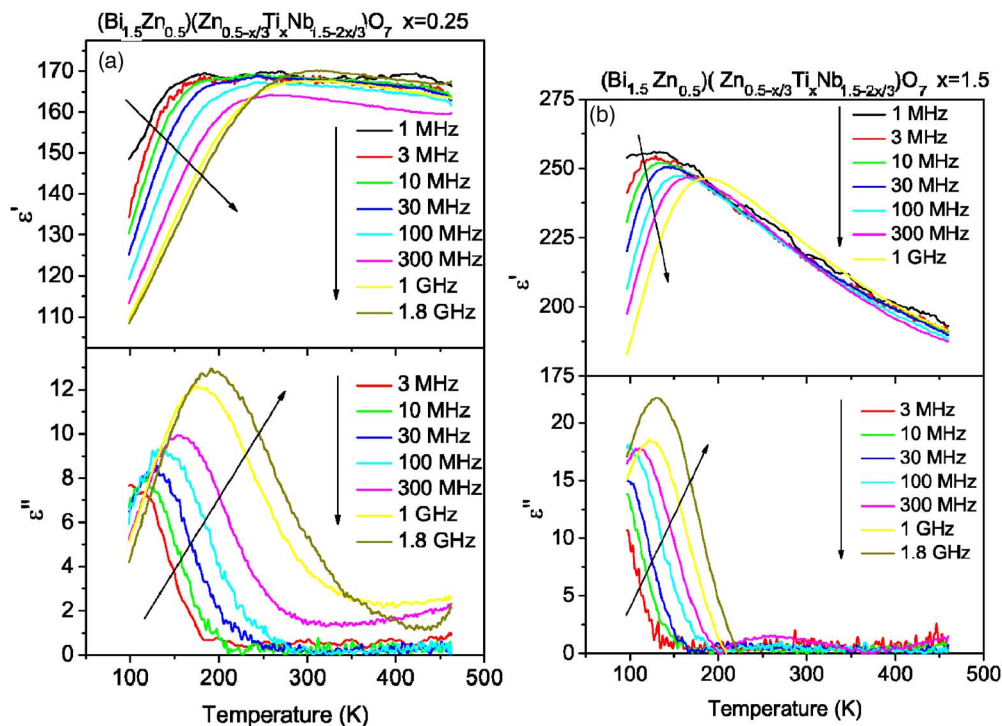 (Bi1.5Zn0.5)(Zn0.5-x/3TixNb1.5-2x/3)O7 x=0.25
(a)
170
160
150
140
130
120
110
ε'
1 MHz
3 MHz
10 MHz
30 MHz
100 MHz
300 MHz
1 GHz
1.8 GHz
12
10
8
6
4
2
0
ε"
3 MHz
10 MHz
30 MHz
100 MHz
300 MHz
1 GHz
1.8 GHz
0 100 200 300 400 500
Temperature (K)
(Bi1.5 Zn0.5)( Zn0.5-x/3TixNb1.5-2x/3)O7 x=1.5
(b)
275
250
225
200
175
ε'
1 MHz
3 MHz
10 MHz
30 MHz
100 MHz
300 MHz
1 GHz
20
15
10
5
0
ε"
3 MHz
10 MHz
30 MHz
100 MHz
300 MHz
1 GHz
1.8 GHz
0 100 200 300 400 500
Temperature (K)